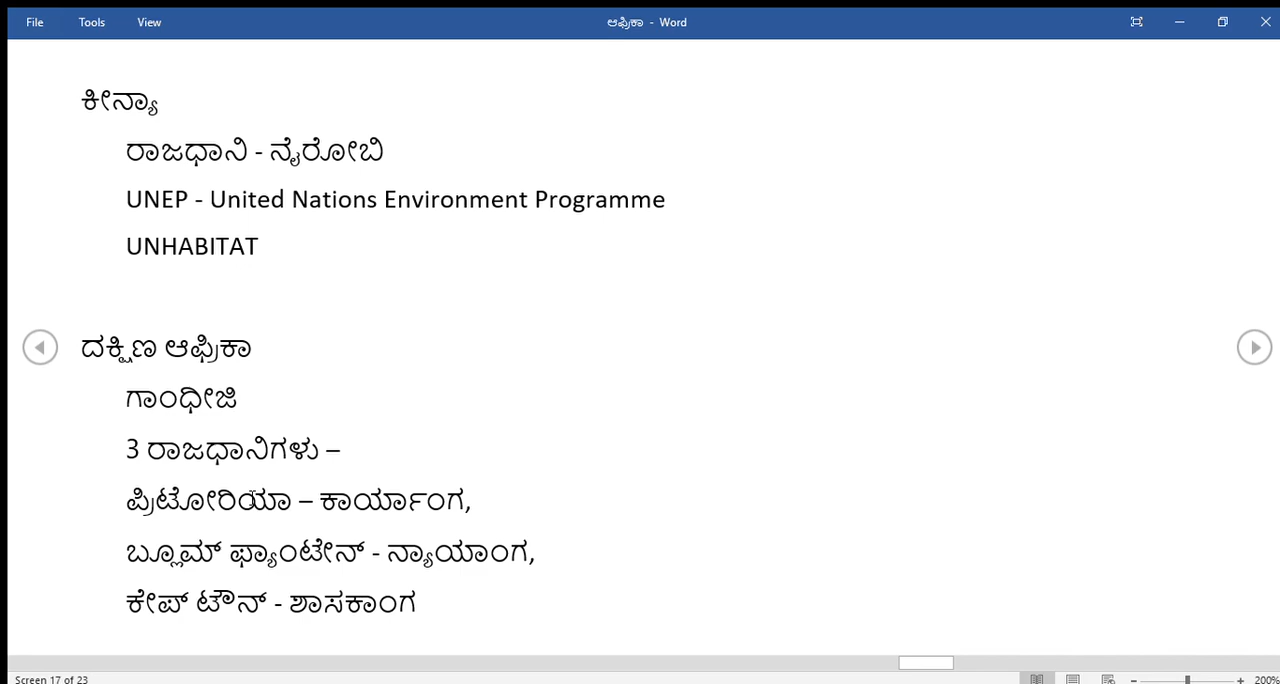 File Tools View ಆಫ್ರಿಕಾ - Word
ಕೀನ್ಯಾ
ರಾಜಧಾನಿ - ನೈರೋಬಿ
UNEP - United Nations Environment Programme
UNHABITAT
ದಕ್ಷಿಣ ಆಫ್ರಿಕಾ
ಗಾಂಧೀಜಿ
3 ರಾಜಧಾನಿಗಳು –
ಪ್ರಿಟೋರಿಯಾ – ಕಾರ್ಯಾಂಗ,
ಬ್ಲೂಮ್ ಫ್ಯಾಂಟೇನ್ - ನ್ಯಾಯಾಂಗ,
ಕೇಪ್ ಟೌನ್ - ಶಾಸಕಾಂಗ
Screen 17 of 23 200%